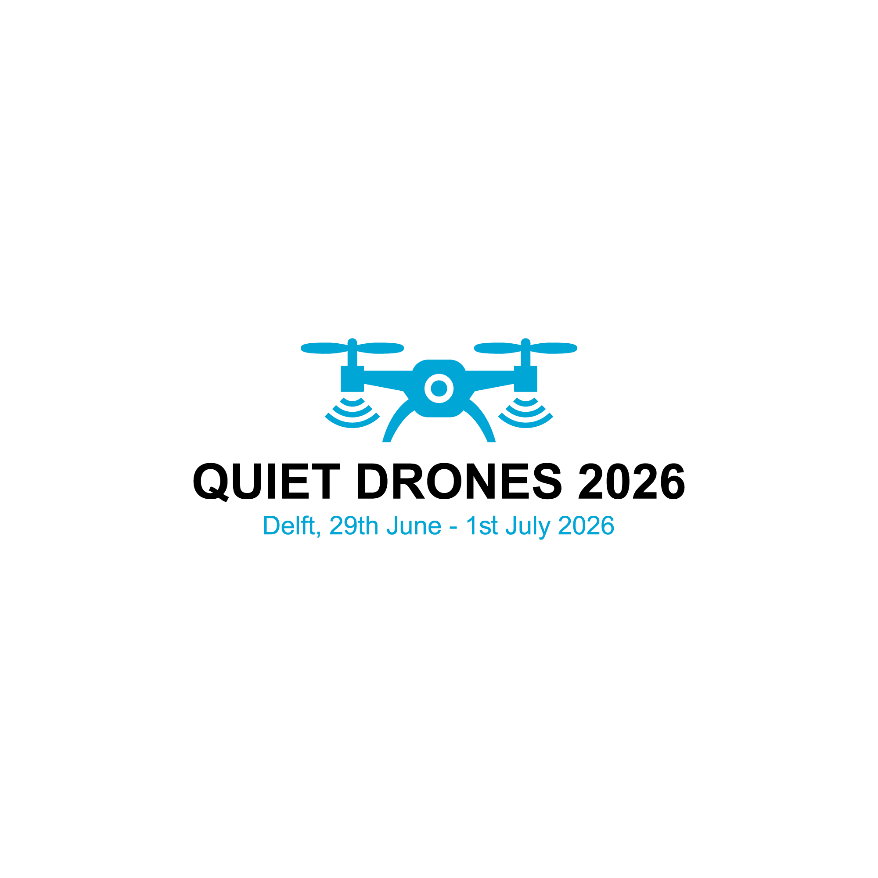 QUIET DRONES 2026
Delft, 29th June - 1st July 2026